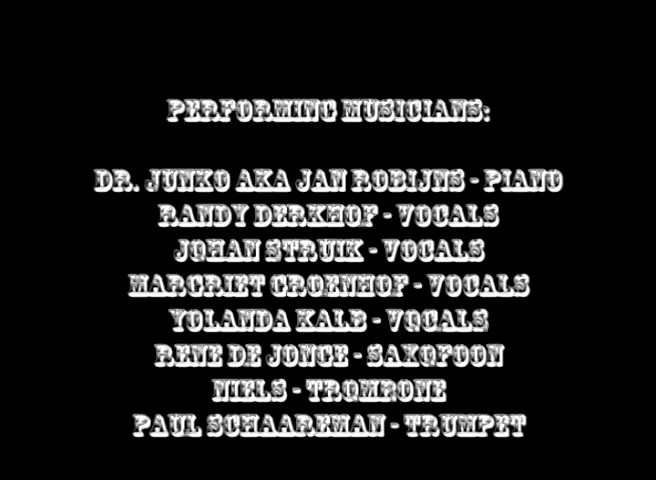 PERFORMING MUSICIANS:
DR. JUNKO AKA JAN ROBIJNS - PIANO
RANDY DERKHOF - VOCALS
JOHAN STRUIK - VOCALS
MARGRIET GROENHOF - VOCALS
YOLANDA KALB - VOCALS
RENE DE JONGE - SAXOFOON
NIELS - TROMBONE
PAUL SCHAAREMAN - TRUMPET